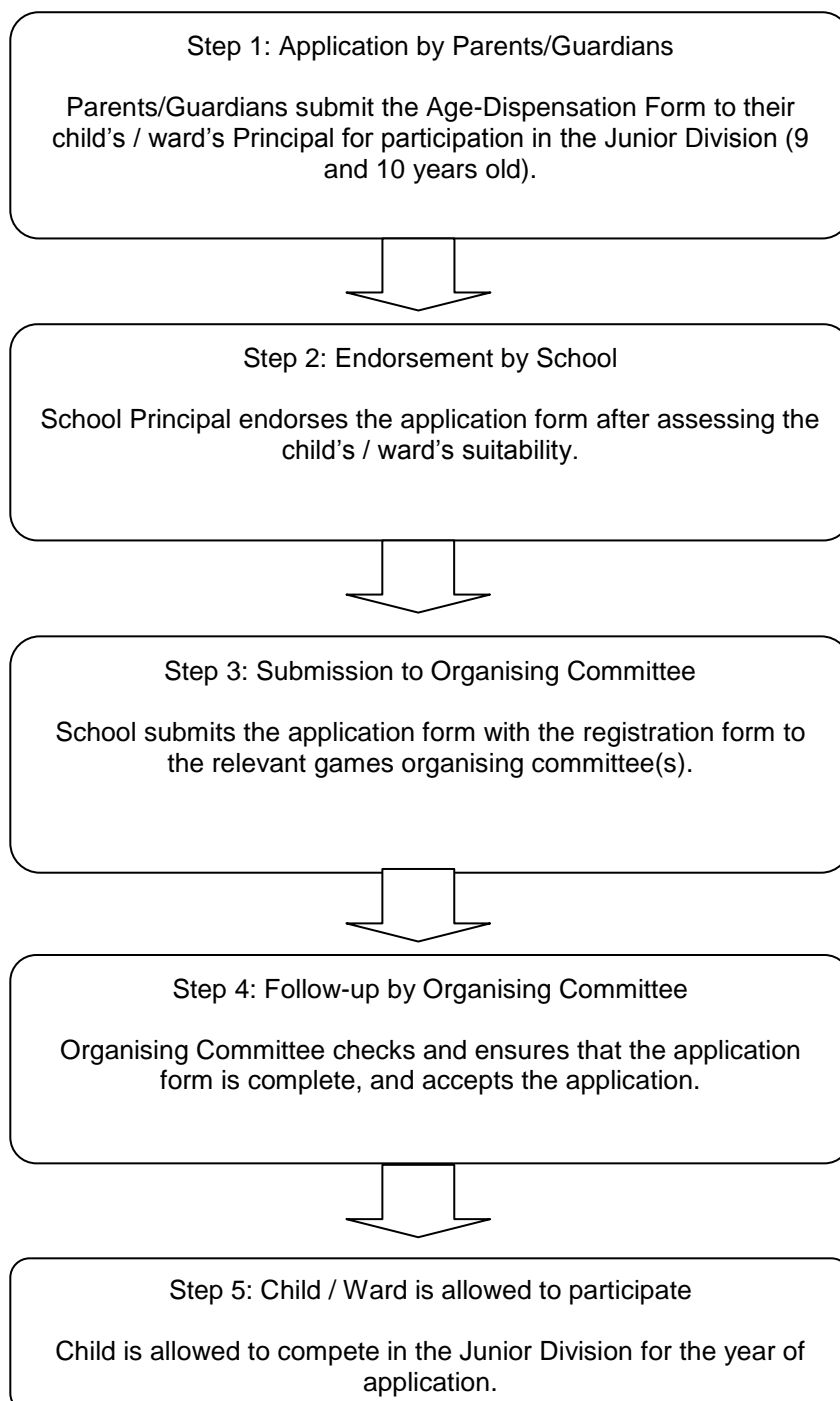 Step 1: Application by Parents/Guardians
Parents/Guardians submit the Age-Dispensation Form to their
child’s / ward’s Principal for participation in the Junior Division (9
and 10 years old).
Step 2: Endorsement by School
School Principal endorses the application form after assessing the
child’s / ward’s suitability.
Step 3: Submission to Organising Committee
School submits the application form with the registration form to
the relevant games organising committee(s).
Step 4: Follow-up by Organising Committee
Organising Committee checks and ensures that the application
form is complete, and accepts the application.
Step 5: Child / Ward is allowed to participate
Child is allowed to compete in the Junior Division for the year of
application.